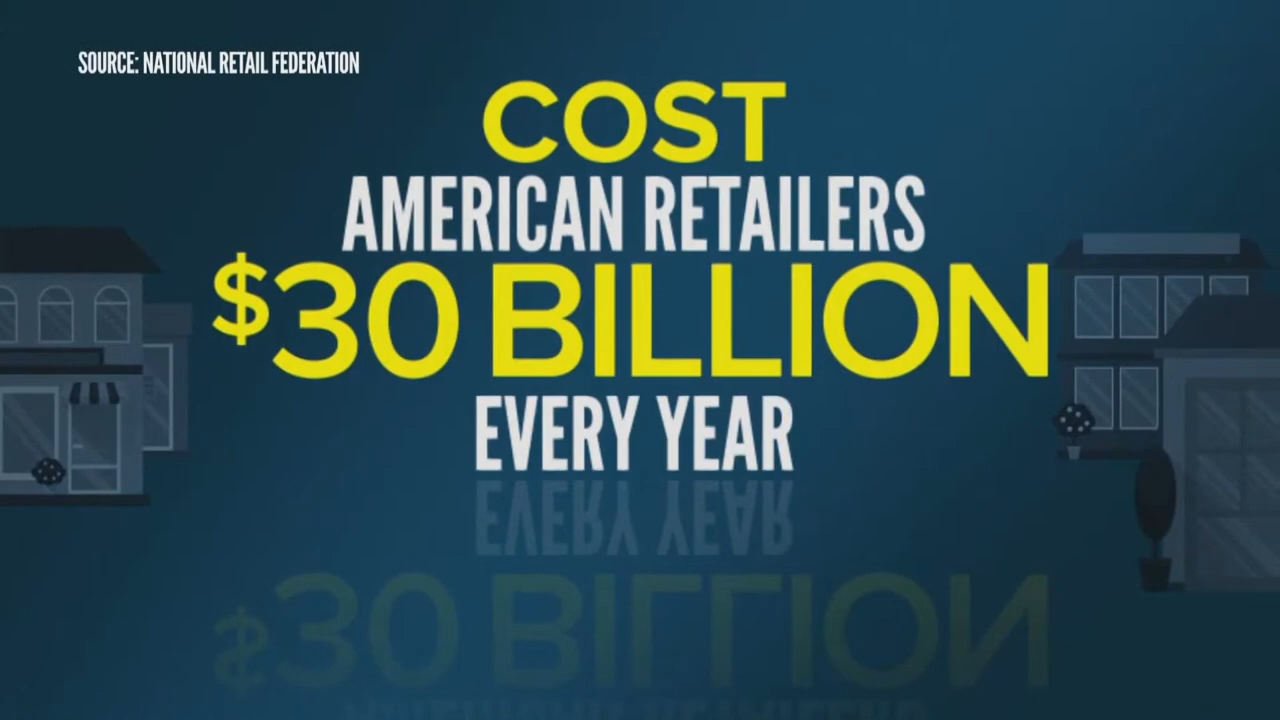 SOURCE: NATIONAL RETAIL FEDERATION
COST
AMERICAN RETAILERS
$30 BILLION
EVERY YEAR